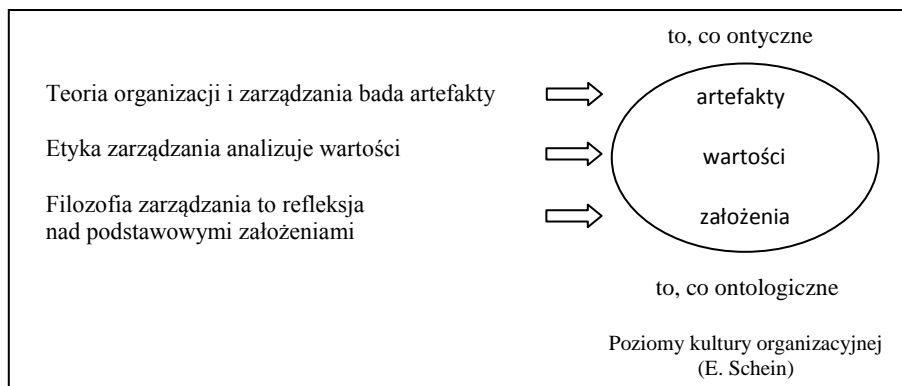 to, co ontyczne
Teoria organizacji i zarządzania bada artefakty
artefakty
Etyka zarządzania analizuje wartości
wartości
Filozofia zarządzania to refleksja
nad podstawowymi założeniami
założenia
to, co ontologiczne
Poziomy kultury organizacyjnej
(E. Schein)